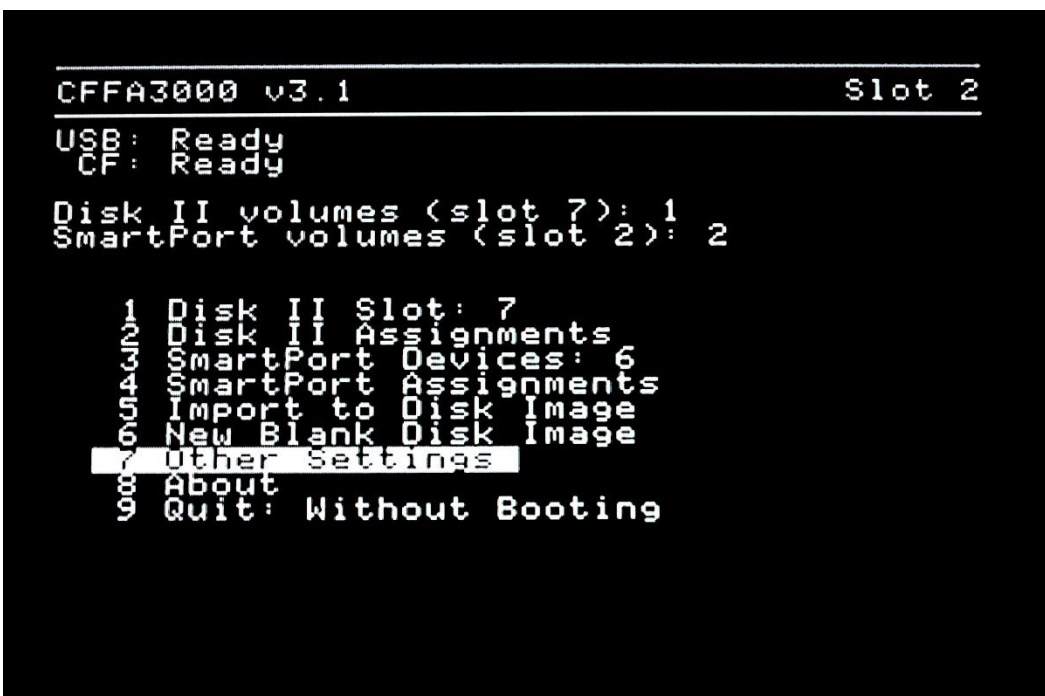 CFFA3000 v3.1 Slot 2
USB: Ready
CF: Ready
Disk II volumes (slot 7): 1
SmartPort volumes (slot 2): 2
1 Disk II Slot: 7
2 Disk II Assignments
3 SmartPort Devices: 6
4 SmartPort Assignments
5 Import to Disk Image
6 New Blank Disk Image
7 Other Settings
8 About
9 Quit: Without Booting